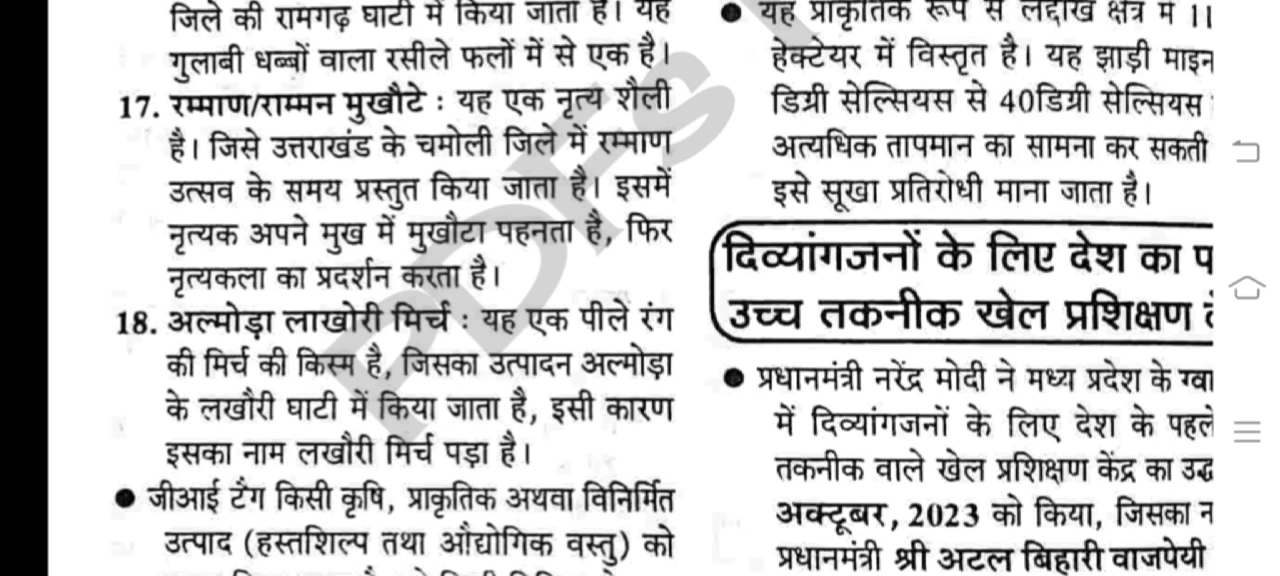 जिले की रामगढ़ घाटी में किया जाता है। यह
गुलाबी धब्बों वाला रसीले फलों में से एक है।
17. रम्माण/राम्मन मुखौटे : यह एक नृत्य शैली
है। जिसे उत्तराखंड के चमोली जिले में रम्माण
उत्सव के समय प्रस्तुत किया जाता है। इसमें
नृत्यक अपने मुख में मुखौटा पहनता है, फिर
नृत्यकला का प्रदर्शन करता है।
18. अल्मोड़ा लाखोरी मिर्च : यह एक पीले रंग
की मिर्च की किस्म है, जिसका उत्पादन अल्मोड़ा
के लखौरी घाटी में किया जाता है, इसी कारण
इसका नाम लखौरी मिर्च पड़ा है।
● जीआई टैग किसी कृषि, प्राकृतिक अथवा विनिर्मित
उत्पाद (हस्तशिल्प तथा औद्योगिक वस्तु) को
● यह प्राकृतिक रूप से लद्दाख क्षेत्र में 11
हेक्टेयर में विस्तृत है। यह झाड़ी माइन
डिग्री सेल्सियस से 40डिग्री सेल्सियस
अत्यधिक तापमान का सामना कर सकती
इसे सूखा प्रतिरोधी माना जाता है।
दिव्यांगजनों के लिए देश का प
उच्च तकनीक खेल प्रशिक्षण
● प्रधानमंत्री नरेंद्र मोदी ने मध्य प्रदेश के ग्वा
में दिव्यांगजनों के लिए देश के पहले
तकनीक वाले खेल प्रशिक्षण केंद्र का उद्घ
अक्टूबर, 2023 को किया, जिसका न
प्रधानमंत्री श्री अटल बिहारी वाजपेयी
PDFs